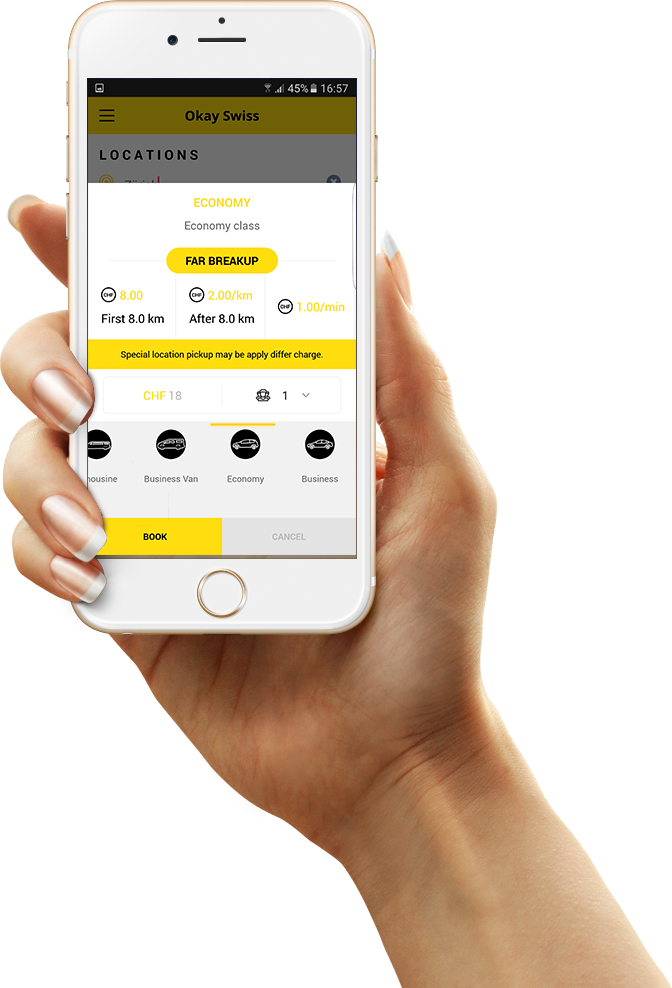 45% 16:57
Okay Swiss
LOCATIONS
ECONOMY
Economy class
FAR BREAKUP
CHF 8.00 CHF 2.00/km CHF 1.00/min
First 8.0 km After 8.0 km
Special location pickup may be apply differ charge.
CHF 18 1
nousine Business Van Economy Business
BOOK CANCEL